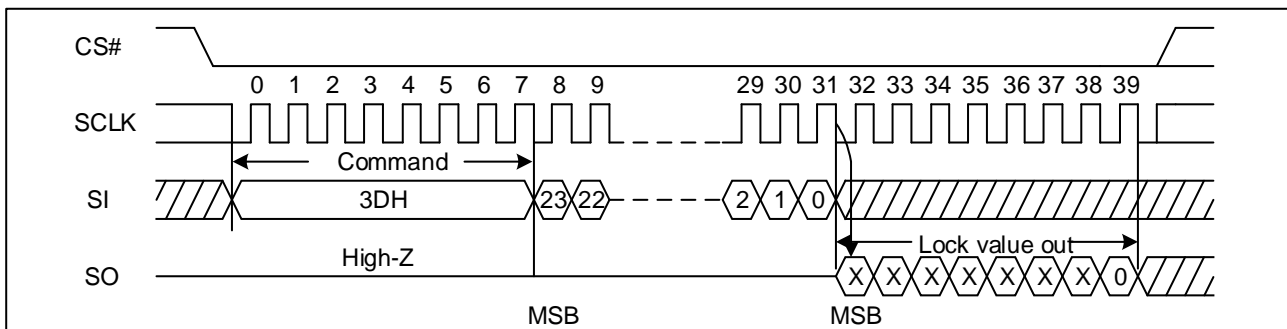 CS#
0 1 2 3 4 5 6 7 8 9 29 30 31 32 33 34 35 36 37 38 39
SCLK
Command
SI 3DH 23 22 2 1 0
High-Z Lock value out
SO X X X X X X X 0
MSB MSB